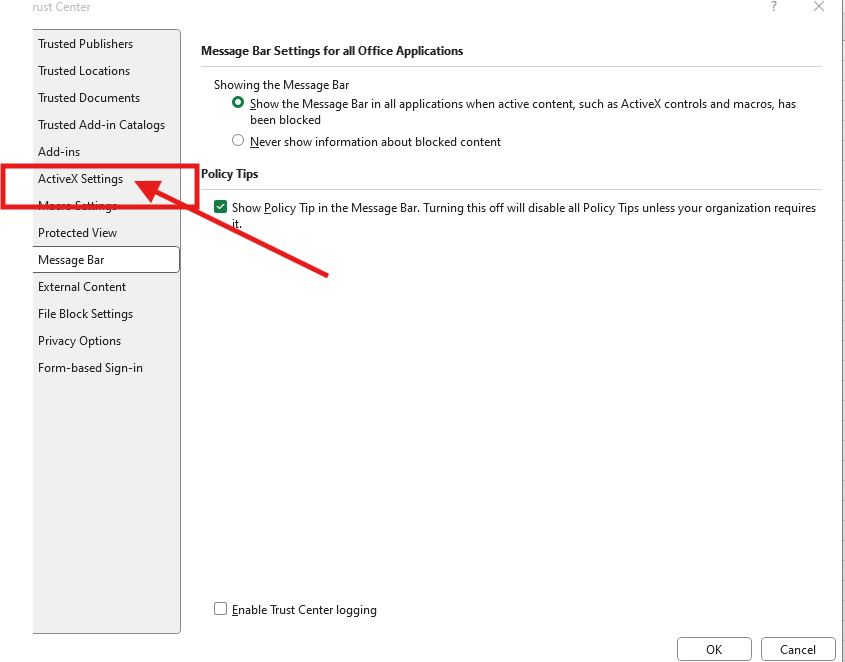 rust Center
?
Trusted Publishers
Trusted Locations
Trusted Documents
Trusted Add-in Catalogs
Add-ins
ActiveX Settings
Macro Settings
Protected View
Message Bar
External Content
File Block Settings
Privacy Options
Form-based Sign-in
Message Bar Settings for all Office Applications
Showing the Message Bar
Show the Message Bar in all applications when active content, such as ActiveX controls and macros, has
been blocked
Never show information about blocked content
Policy Tips
Show Policy Tip in the Message Bar. Turning this off will disable all Policy Tips unless your organization requires
it.
Enable Trust Center logging
OK
Cancel